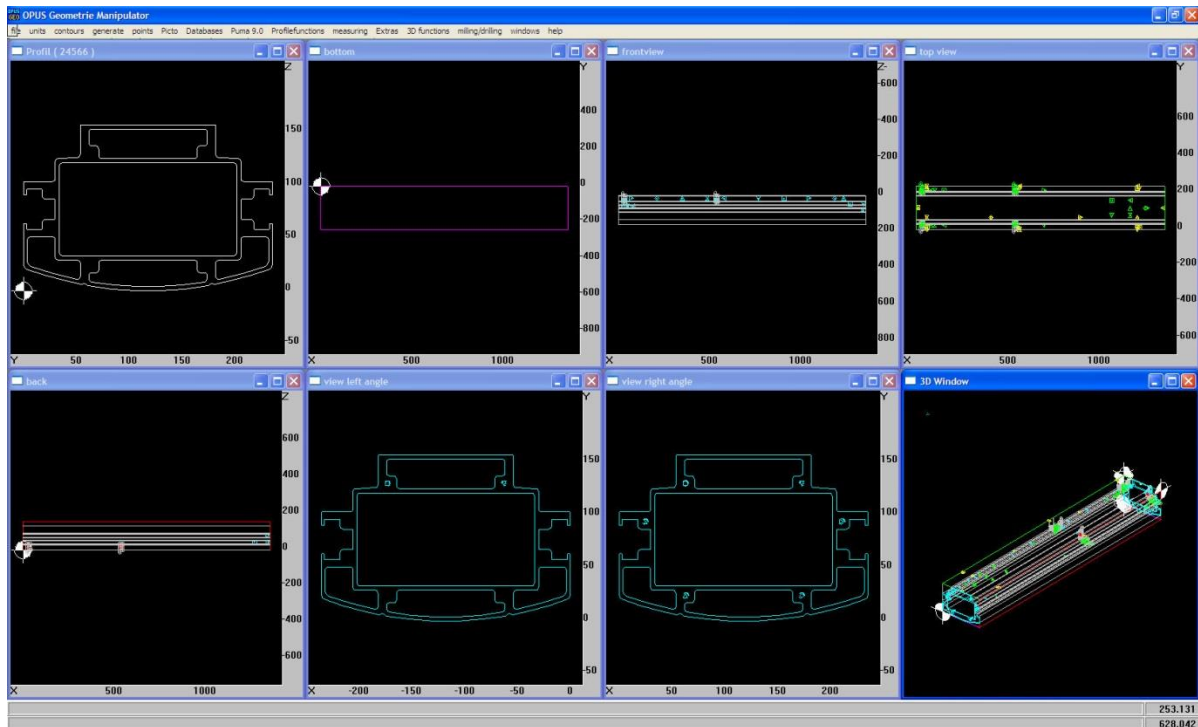 OPUS GEO OPUS Geometrie Manipulator
file units contours generate points Picto Databases Puma 9.0 Profilefunctions measuring Extras 3D functions milling/drilling windows help
Profil ( 24566 )
Z
150
100
50
0
-50
Y 50 100 150 200
bottom
Y
400
200
0
-200
-400
-600
-800
X 500 1000
frontview
Z-
-600
-400
-200
0
200
400
600
800
X 500 1000
top view
Y
600
400
200
0
-200
-400
-600
X 500 1000
back
Z
600
400
200
0
-200
-400
-600
X 500 1000
view left angle
Y
150
100
50
0
-50
X -200 -150 -100 -50 0
view right angle
Y
150
100
50
0
-50
X 50 100 150 200
3D Window
253.131
628.042